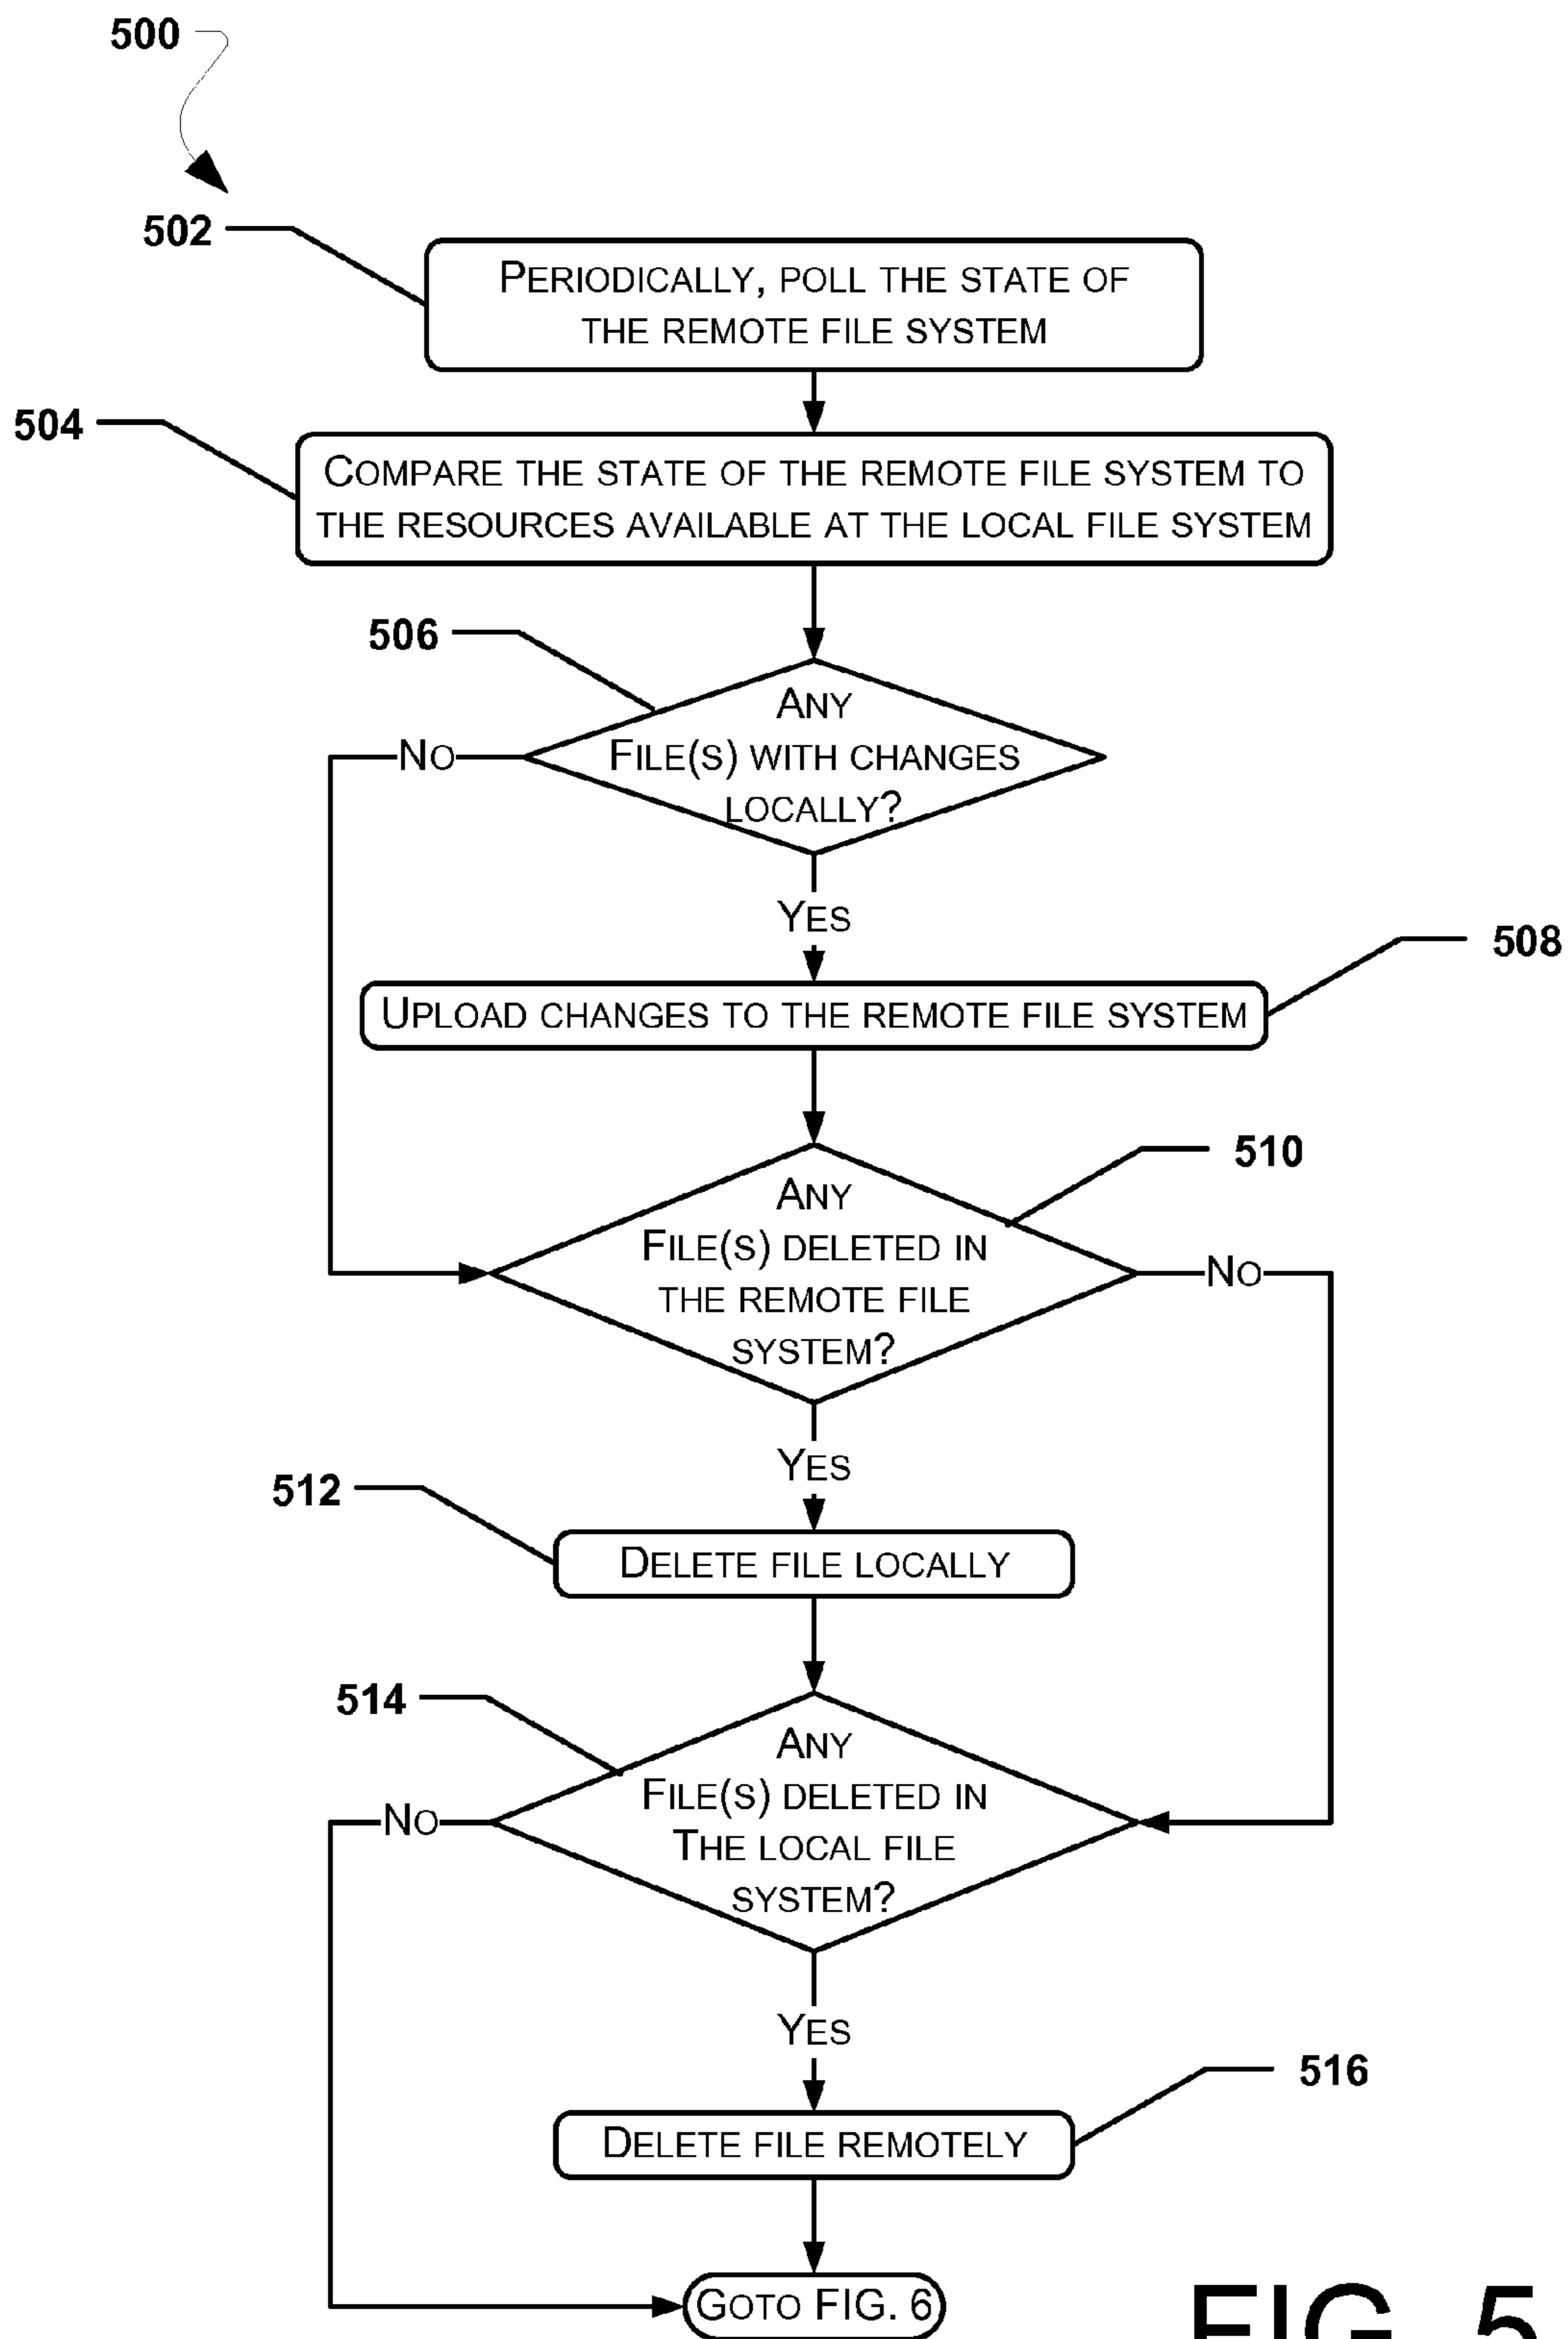 500
502
PERIODICALLY, POLL THE STATE OF
THE REMOTE FILE SYSTEM
504
COMPARE THE STATE OF THE REMOTE FILE SYSTEM TO
THE RESOURCES AVAILABLE AT THE LOCAL FILE SYSTEM
506
ANY
FILE(S) WITH CHANGES
LOCALLY?
NO
YES
508
UPLOAD CHANGES TO THE REMOTE FILE SYSTEM
510
ANY
FILE(S) DELETED IN
THE REMOTE FILE
SYSTEM?
NO
YES
512
DELETE FILE LOCALLY
514
ANY
FILE(S) DELETED IN
THE LOCAL FILE
SYSTEM?
NO
YES
516
DELETE FILE REMOTELY
GOTO FIG. 6
FIG. 5